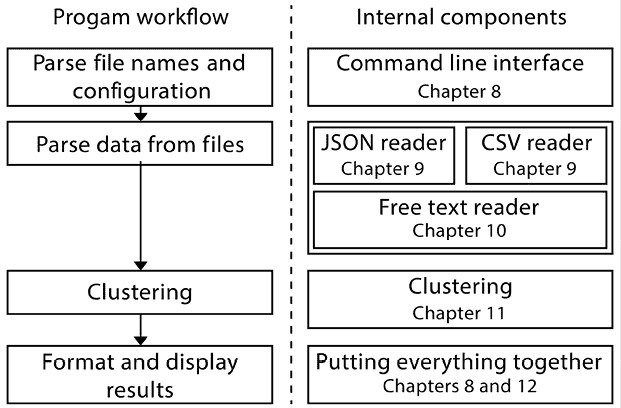 Progam workflow
Internal components
Parse file names and
configuration
Command line interface
Chapter 8
Parse data from files
JSON reader
Chapter 9
CSV reader
Chapter 9
Free text reader
Chapter 10
Clustering
Clustering
Chapter 11
Format and display
results
Putting everything together
Chapters 8 and 12